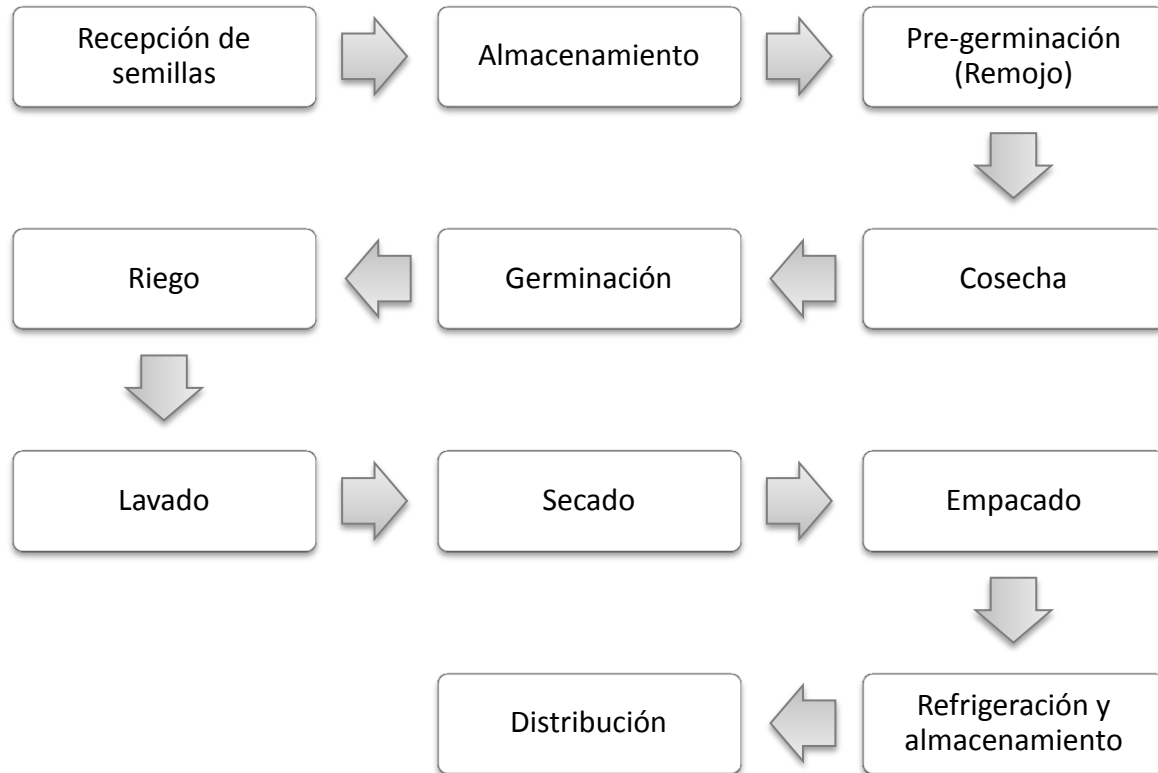 Recepción de
semillas
Almacenamiento
Pre-germinación
(Remojo)
Cosecha
Germinación
Riego
Lavado
Secado
Empacado
Refrigeración y
almacenamiento
Distribución